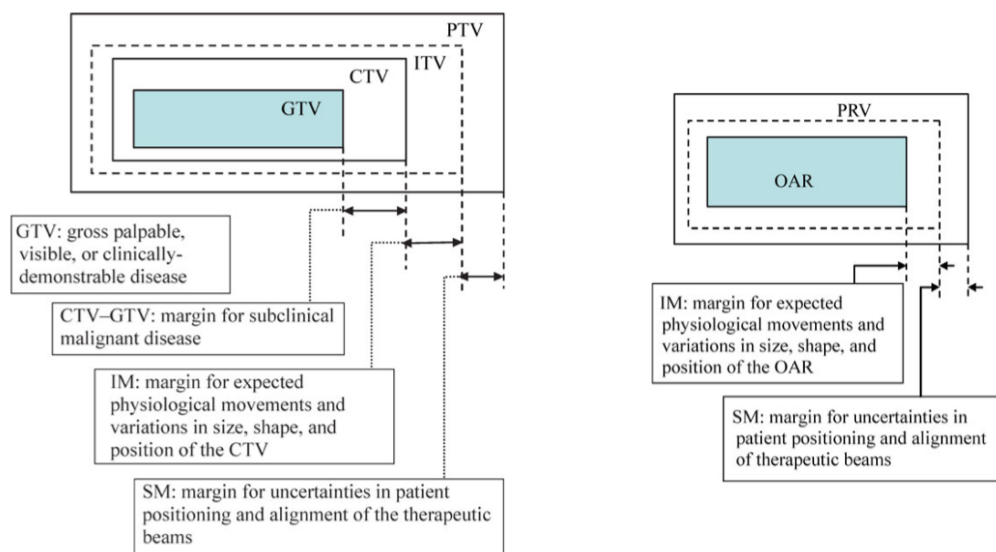 PTV
ITV
CTV
GTV
GTV: gross palpable,
visible, or clinically-
demonstrable disease
CTV–GTV: margin for subclinical
malignant disease
IM: margin for expected
physiological movements and
variations in size, shape, and
position of the CTV
SM: margin for uncertainties in patient
positioning and alignment of the therapeutic
beams
PRV
OAR
IM: margin for expected
physiological movements and
variations in size, shape, and
position of the OAR
SM: margin for uncertainties in
patient positioning and alignment
of therapeutic beams